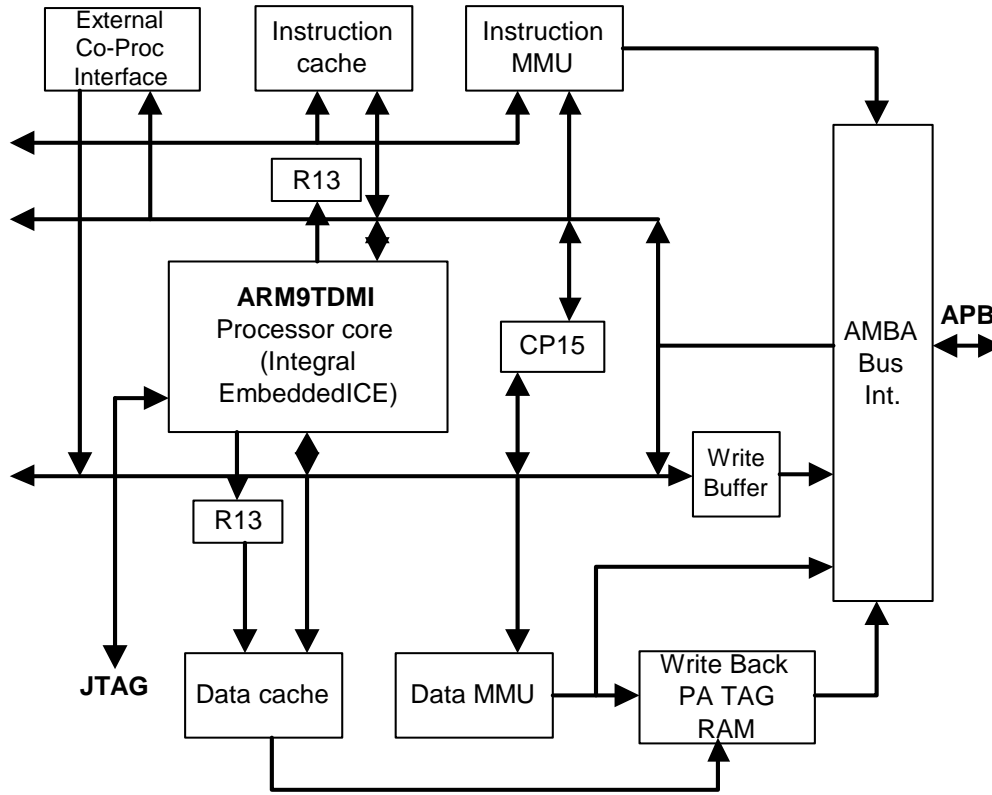 External
Co-Proc
Interface
Instruction
cache
Instruction
MMU
R13
ARM9TDMI
Processor core
(Integral
EmbeddedICE)
CP15
AMBA
Bus
Int.
APB
Write
Buffer
R13
JTAG
Data cache
Data MMU
Write Back
PA TAG
RAM